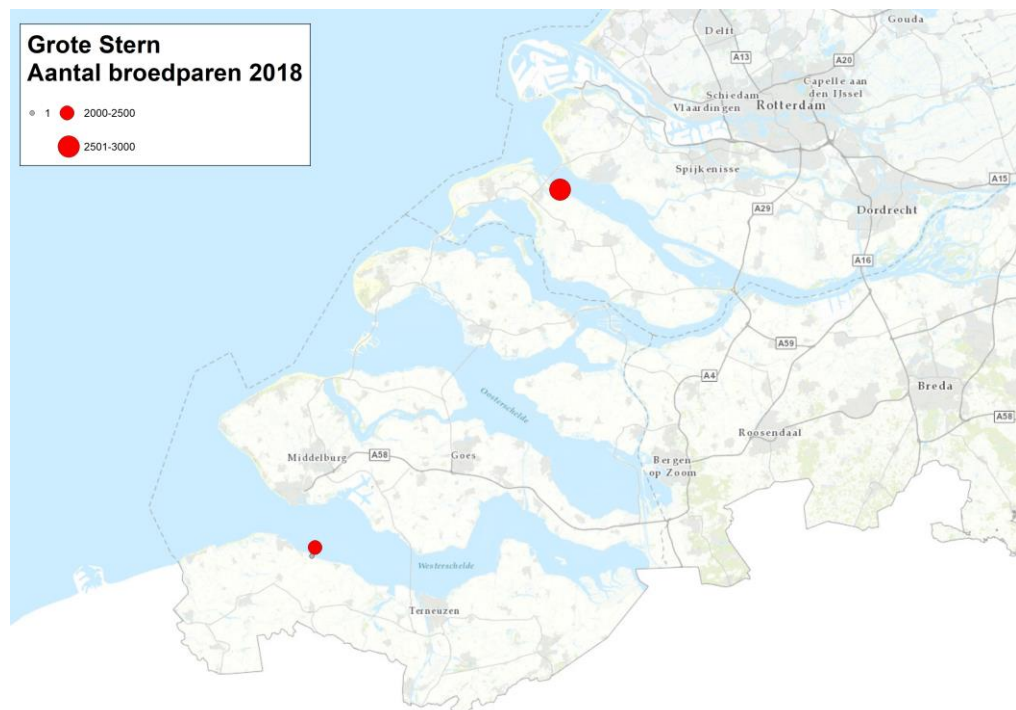 Grote Stern
Aantal broedparen 2018
1 2000-2500
2501-3000
Gouda
Delft
A13
A20
Capelle aan
den IJssel
Schiedam
Vlaardingen
Rotterdam
Spijkenisse
A15
A29
Dordrecht
A16
A59
A4
Breda
Oosterschelde
A58
Roosendaal
Middelburg
A58
Goes
Bergen
op Zoom
Westerschelde
Terneuzen